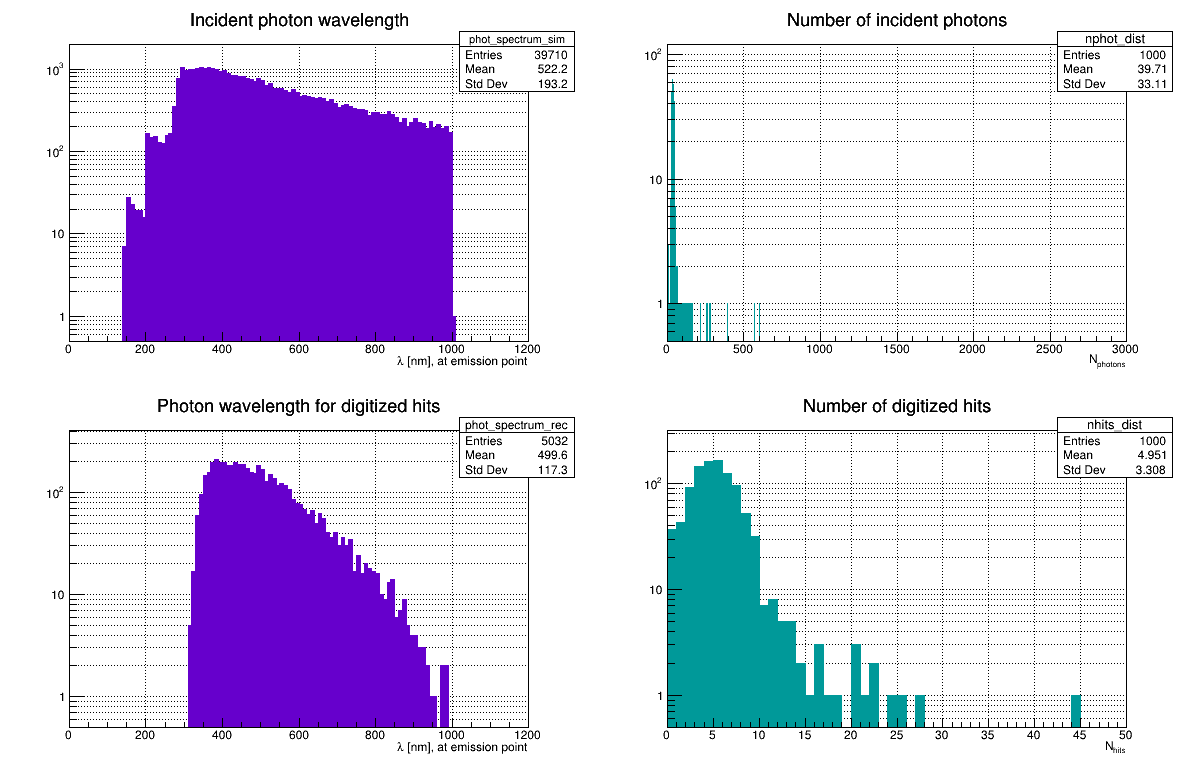 Incident photon wavelength
phot_spectrum_sim
Entries 39710
Mean 522.2
Std Dev 193.2
10³
10²
10
1
0 200 400 600 800 1000 1200
λ [nm], at emission point
Number of incident photons
nphot_dist
Entries 1000
Mean 39.71
Std Dev 33.11
10²
10
1
0 500 1000 1500 2000 2500 3000
N_photons
Photon wavelength for digitized hits
phot_spectrum_rec
Entries 5032
Mean 499.6
Std Dev 117.3
10²
10
1
0 200 400 600 800 1000 1200
λ [nm], at emission point
Number of digitized hits
nhits_dist
Entries 1000
Mean 4.951
Std Dev 3.308
10²
10
1
0 5 10 15 20 25 30 35 40 45 50
N_hits